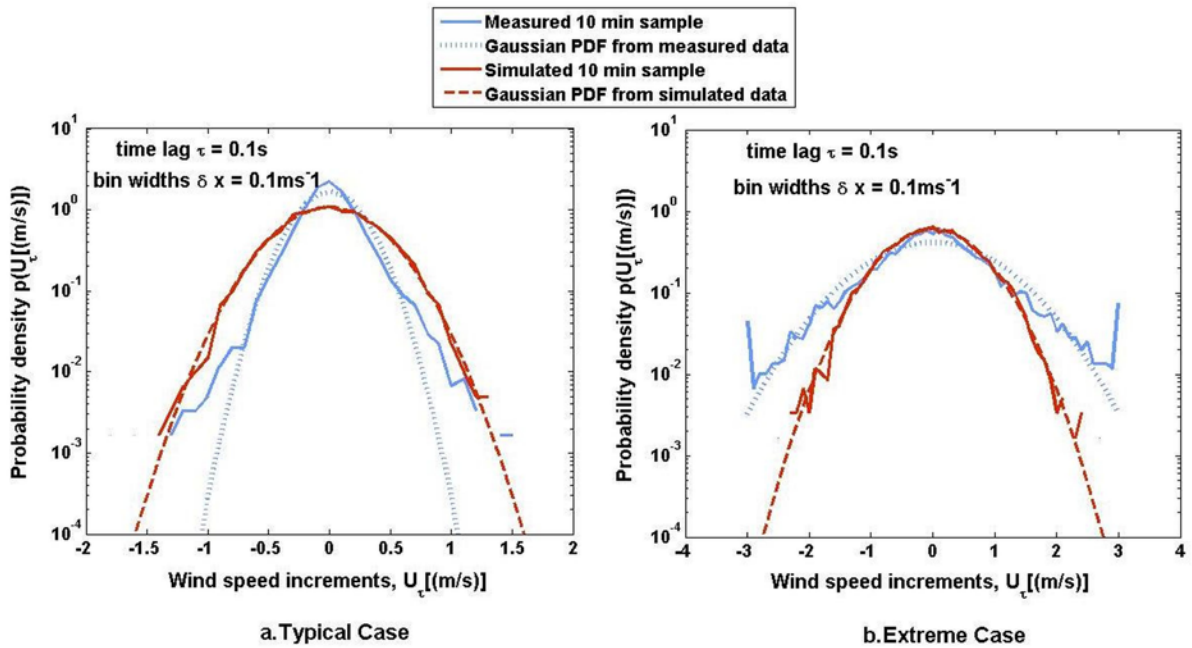 Measured 10 min sample
Gaussian PDF from measured data
Simulated 10 min sample
Gaussian PDF from simulated data
time lag τ = 0.1s
bin widths δ x = 0.1ms⁻¹
10¹
10⁰
10⁻¹
10⁻²
10⁻³
10⁻⁴
Probability density p(U_τ[(m/s)])
-2 -1.5 -1 -0.5 0 0.5 1 1.5 2
Wind speed increments, U_τ[(m/s)]
a.Typical Case
time lag τ = 0.1s
bin widths δ x = 0.1ms⁻¹
10¹
10⁰
10⁻¹
10⁻²
10⁻³
10⁻⁴
Probability density p(U_τ[(m/s)])
-4 -3 -2 -1 0 1 2 3 4
Wind speed increments, U_τ[(m/s)]
b.Extreme Case